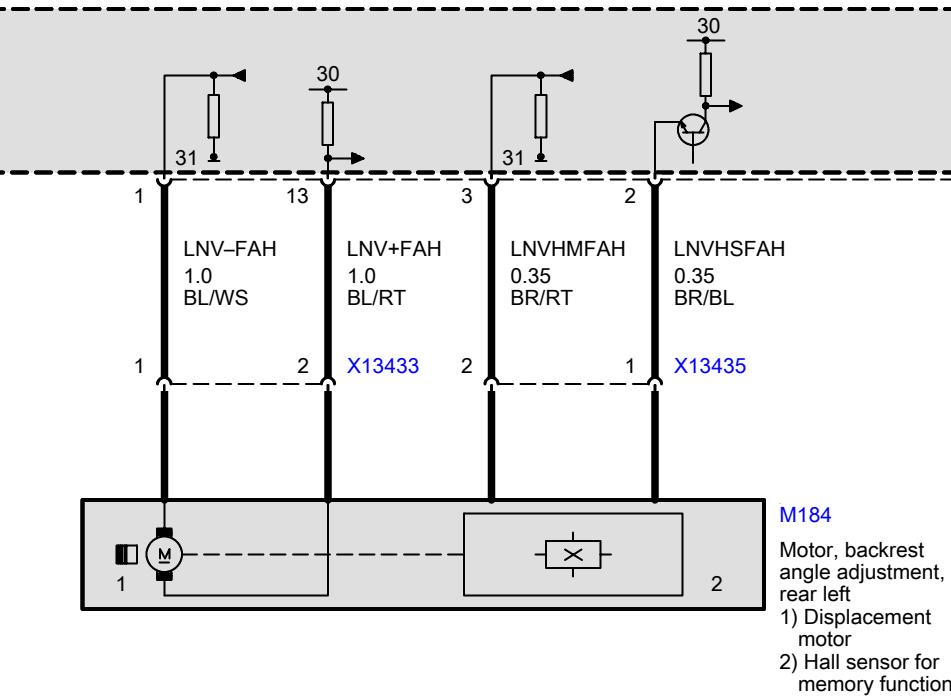 30
30
31
31
1
13
3
2
LNV–FAH
1.0
BL/WS
LNV+FAH
1.0
BL/RT
LNVHMFAH
0.35
BR/RT
LNVHSFAH
0.35
BR/BL
1
2
X13433
2
1
X13435
M
1
2
M184
Motor, backrest
angle adjustment,
rear left
1) Displacement
motor
2) Hall sensor for
memory function